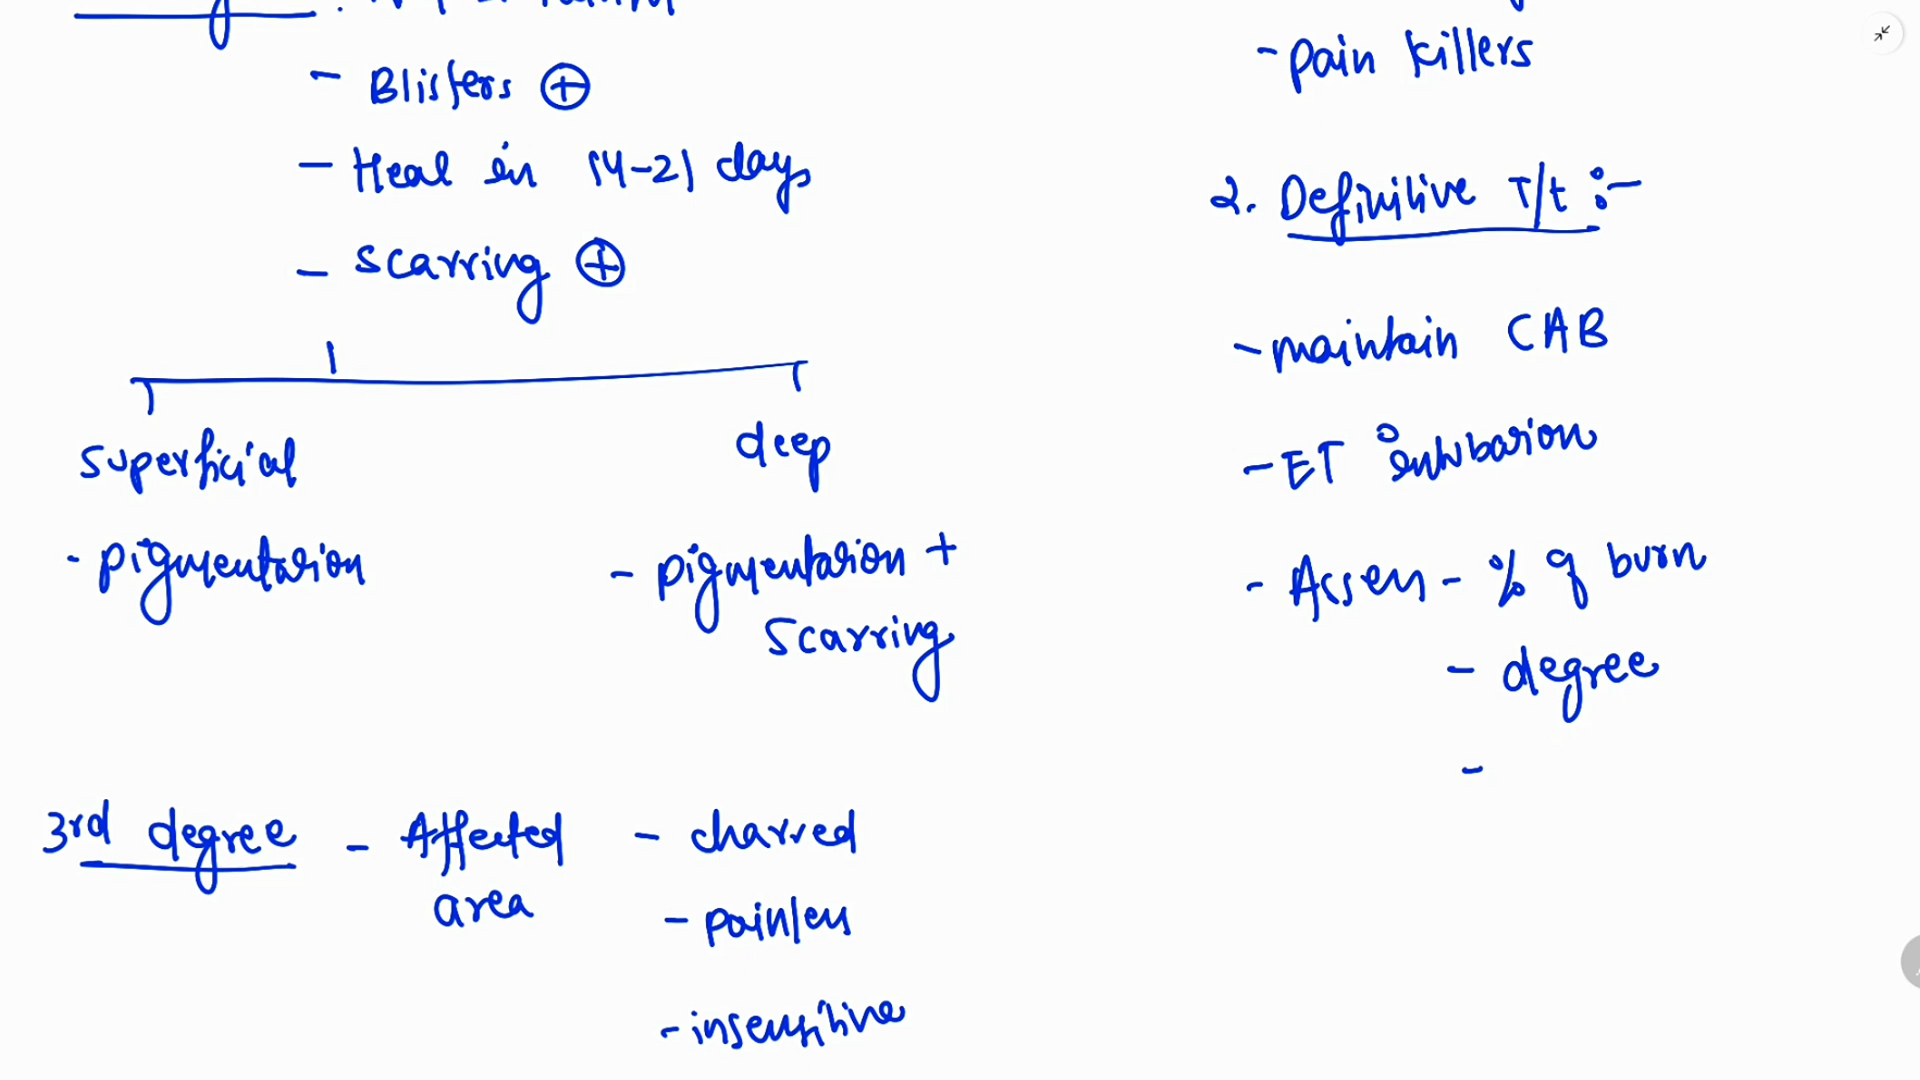 - Blisters ⊕
- Heal in 14-21 days
- scarring ⊕
superficial
- pigmentation
deep
- pigmentation +
scarring
3rd degree - Affected area
- charred
- painless
- insensitive
- pain killers
2. Definitive T/t :-
- maintain CAB
- ET intubation
- Assess - % of burn
- degree
-